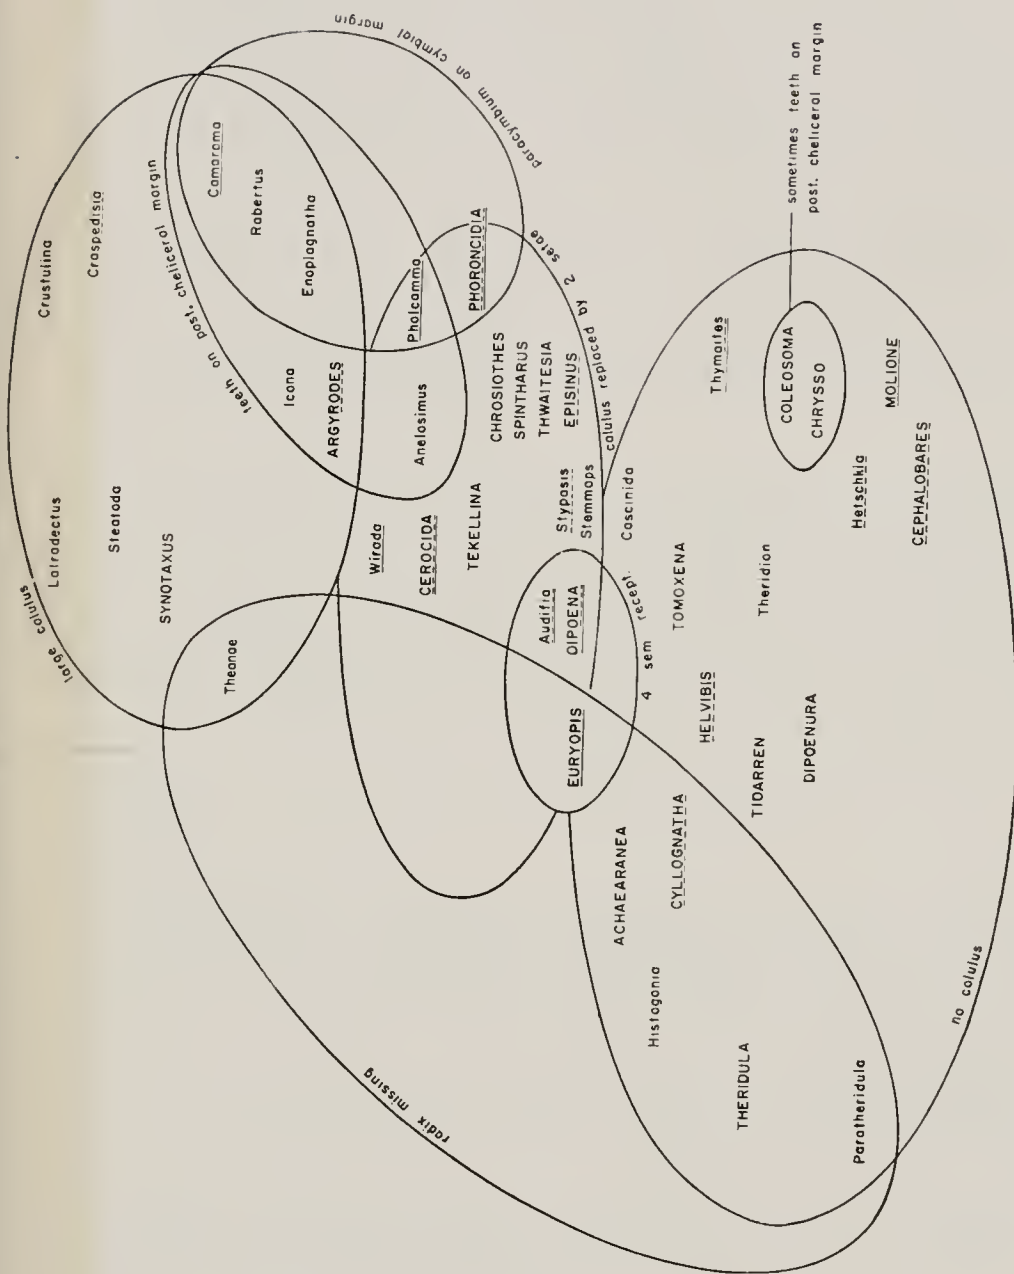 large colulus
Latrodectus
Crustulina
Craspedisia
Steatoda
SYNOTAXUS
Theonoe
teeth on post. cheliceral margin
paracymbium on cymbial margin
Comaroma
Robertus
Enoplognatha
Icona
ARGYRODES
Anelosimus
Pholcomma
PHORONCIDIA
Wirada
CEROCIDA
TEKELLINA
CHROSIOTHES
SPINTHARUS
THWAITESIA
EPISINUS
Stypasis
Stemmops
colulus replaced by 2 setae
Audifia
DIPOENA
EURYOPIS
4 sem recept.
Coscinida
TOMOXENA
Theridion
Thymoites
COLEOSOMA
CHRYSSO
sometimes teeth on
post. cheliceral margin
MOLIONE
Hetschkia
CEPHALOBARES
HELVIBIS
TIDARREN
DIPOENURA
ACHAEARANEA
CYLLOGNATHA
Histagonia
THERIDULA
Paratheridula
radix missing
no colulus